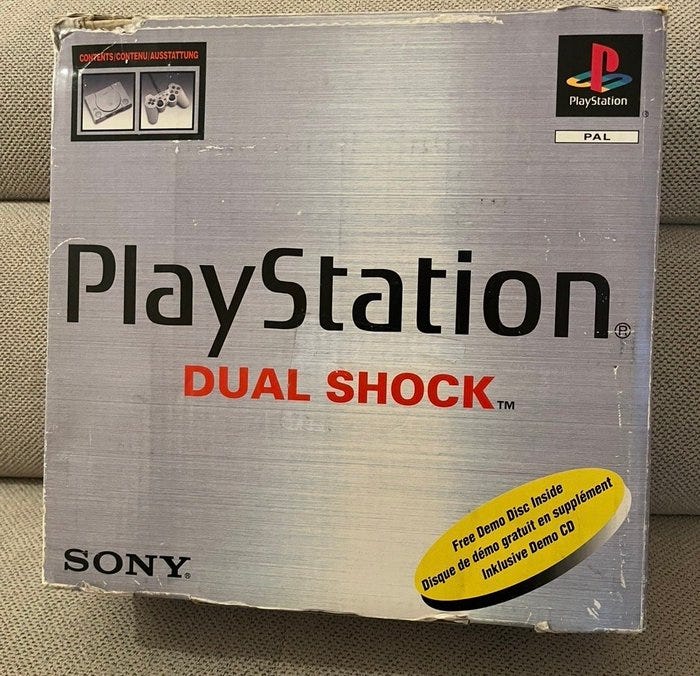 CONTENTS/CONTENU/AUSSTATTUNG
PlayStation
PAL
PlayStation®
DUAL SHOCK™
Free Demo Disc Inside
Disque de démo gratuit en supplément
Inklusive Demo CD
SONY®